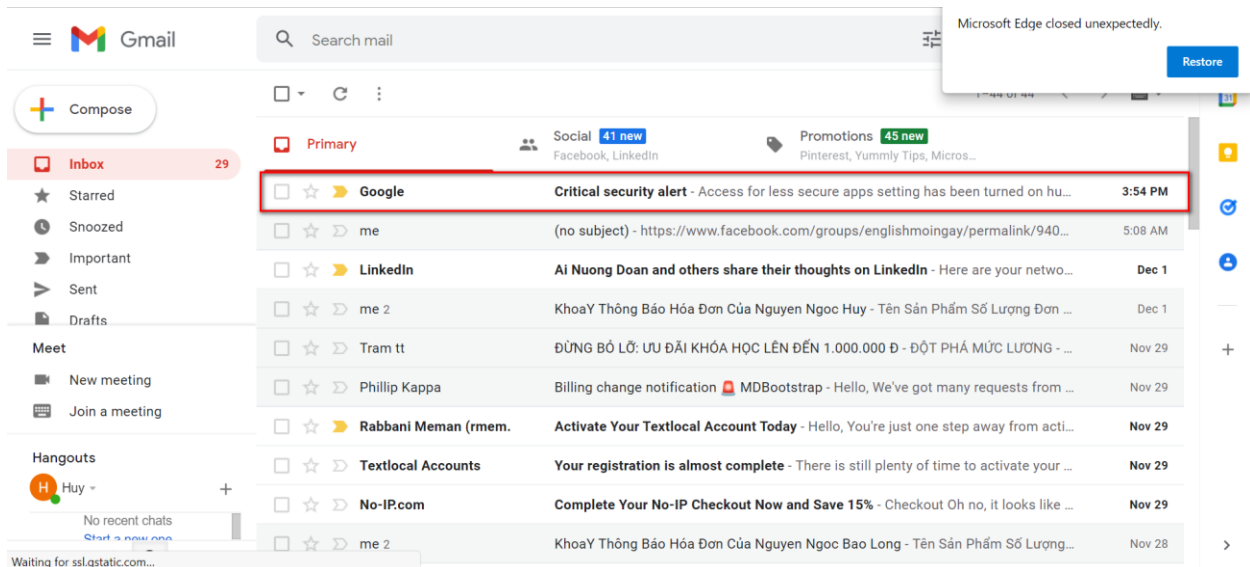 Gmail
Search mail
Microsoft Edge closed unexpectedly.
Restore
Compose
Inbox 29
Starred
Snoozed
Important
Sent
Drafts
Meet
New meeting
Join a meeting
Hangouts
H Huy
No recent chats
Start a new one
Waiting for ssl.gstatic.com...
1–44 of 44
Primary
Social 41 new
Facebook, LinkedIn
Promotions 45 new
Pinterest, Yummly Tips, Micros...
Google Critical security alert - Access for less secure apps setting has been turned on hu... 3:54 PM
me (no subject) - https://www.facebook.com/groups/englishmoingay/permalink/940... 5:08 AM
LinkedIn Ai Nuong Doan and others share their thoughts on LinkedIn - Here are your netwo... Dec 1
me 2 KhoaY Thông Báo Hóa Đơn Của Nguyen Ngoc Huy - Tên Sản Phẩm Số Lượng Đơn ... Dec 1
Tram tt ĐỪNG BỎ LỠ: ƯU ĐÃI KHÓA HỌC LÊN ĐẾN 1.000.000 Đ - ĐỘT PHÁ MỨC LƯƠNG - ... Nov 29
Phillip Kappa Billing change notification 🚨 MDBootstrap - Hello, We've got many requests from ... Nov 29
Rabbani Meman (rmem. Activate Your Textlocal Account Today - Hello, You're just one step away from acti... Nov 29
Textlocal Accounts Your registration is almost complete - There is still plenty of time to activate your ... Nov 29
No-IP.com Complete Your No-IP Checkout Now and Save 15% - Checkout Oh no, it looks like ... Nov 29
me 2 KhoaY Thông Báo Hóa Đơn Của Nguyen Ngoc Bao Long - Tên Sản Phẩm Số Lượng... Nov 28
31